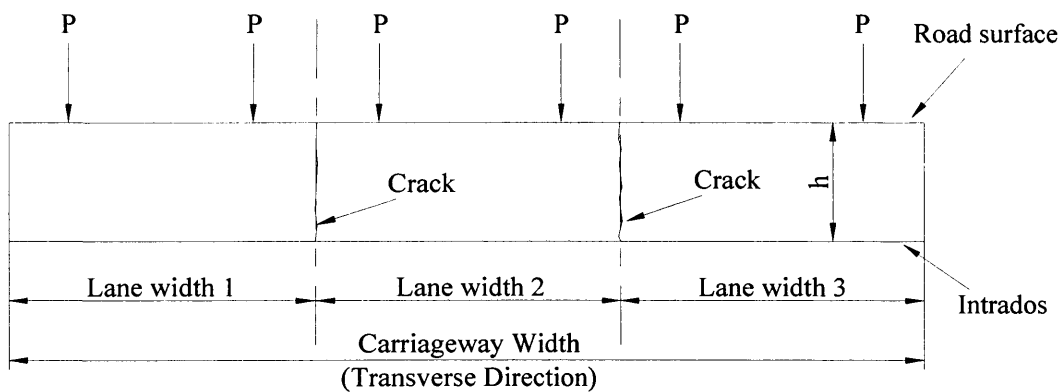 P P P P P P
Road surface
Crack
Crack
h
Lane width 1 Lane width 2 Lane width 3
Intrados
Carriageway Width
(Transverse Direction)